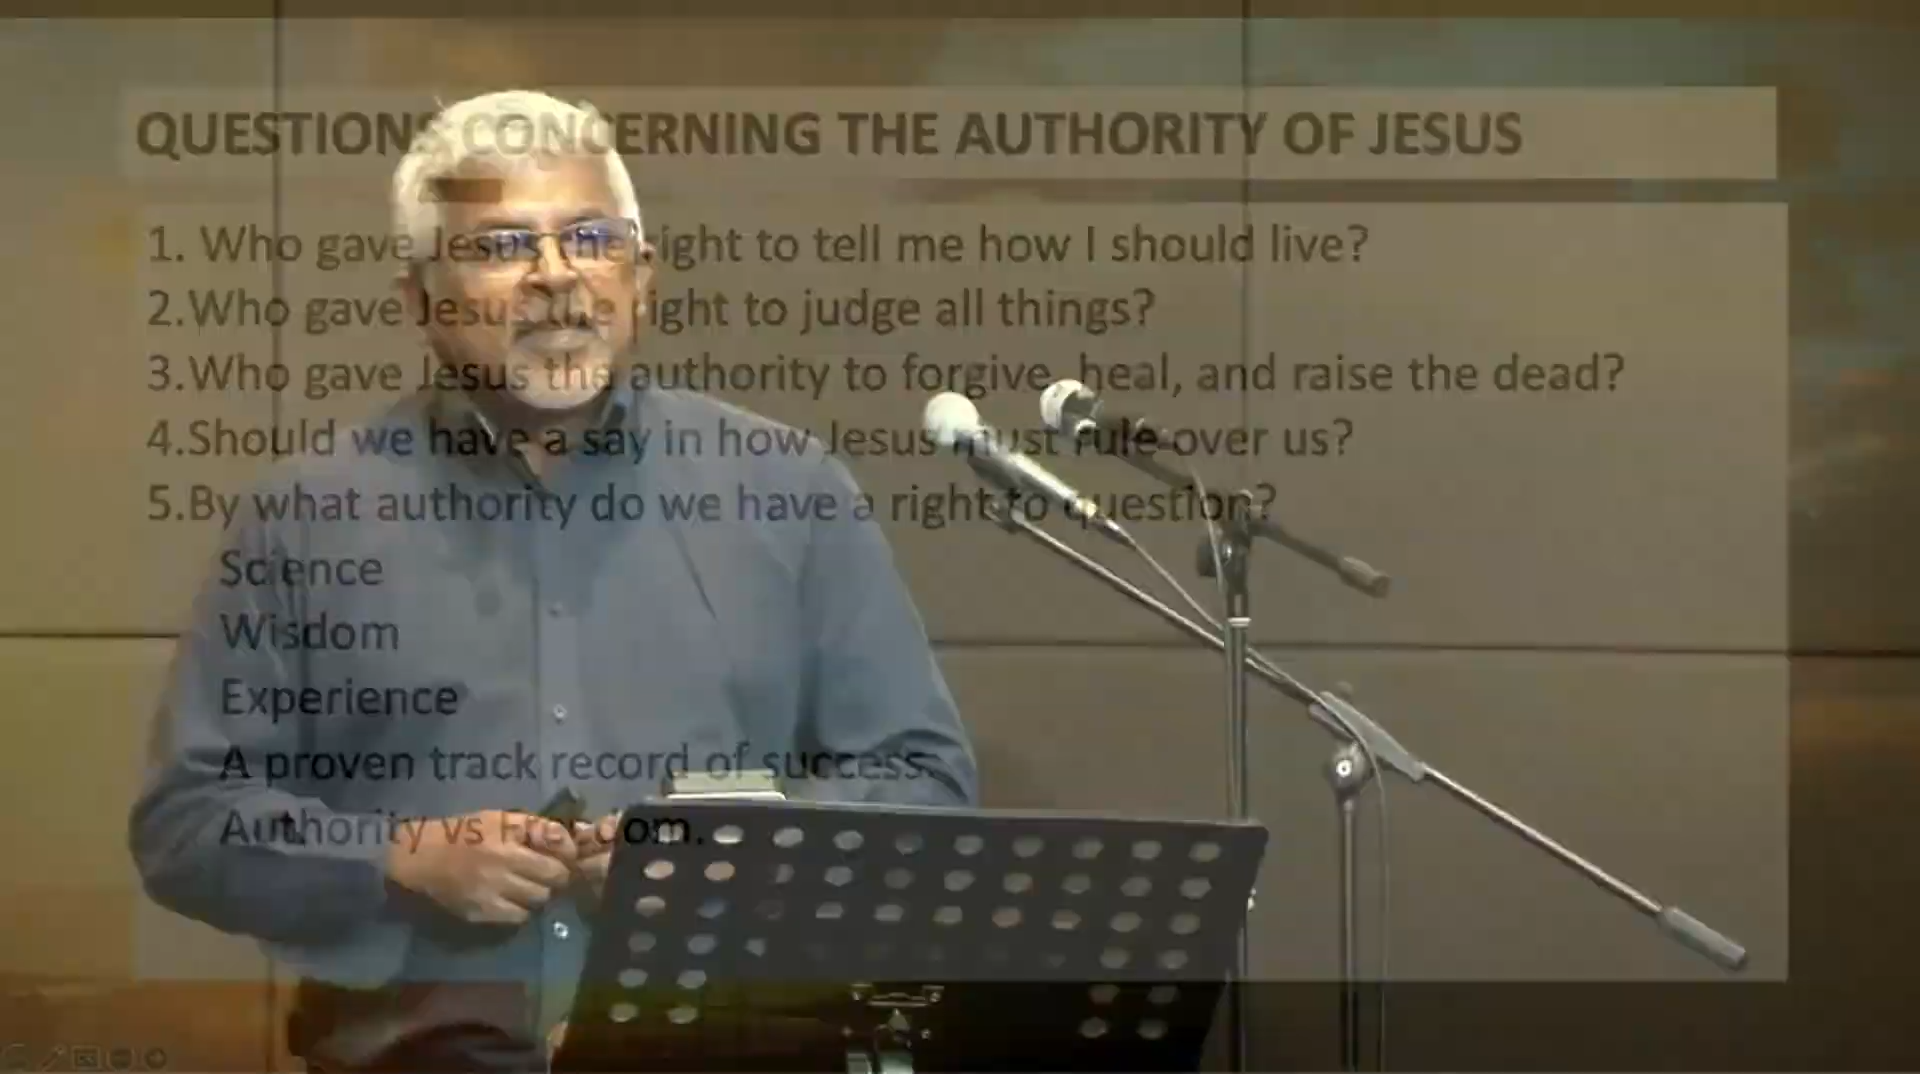 QUESTIONS CONCERNING THE AUTHORITY OF JESUS
1. Who gave Jesus the right to tell me how I should live?
2.Who gave Jesus the right to judge all things?
3.Who gave Jesus the authority to forgive, heal, and raise the dead?
4.Should we have a say in how Jesus must rule over us?
5.By what authority do we have a right to question?
Science
Wisdom
Experience
A proven track record of success.
Authority vs Freedom.